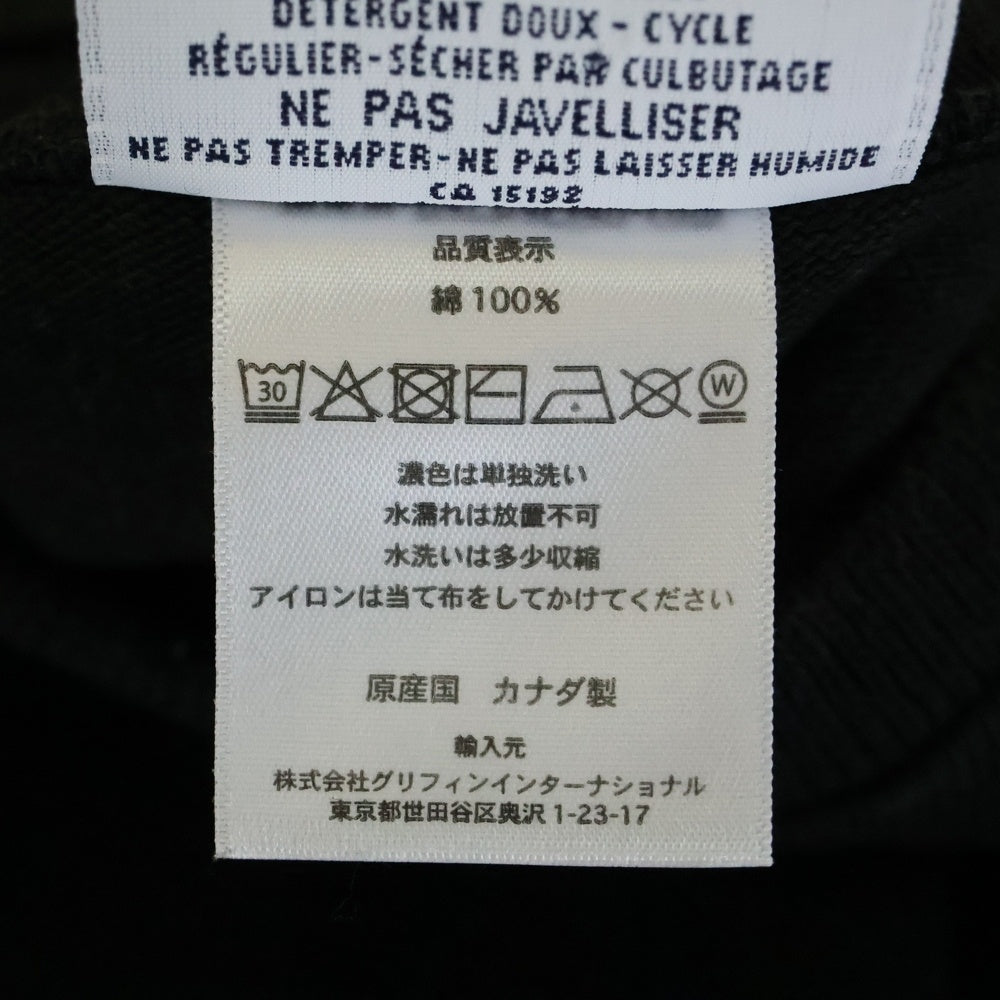 DETERGENT DOUX - CYCLE
RÉGULIER-SÉCHER PAR CULBUTAGE
NE PAS JAVELLISER
NE PAS TREMPER-NE PAS LAISSER HUMIDE
CA 15192
品質表示
綿100%
30 W
濃色は単独洗い
水濡れは放置不可
水洗いは多少収縮
アイロンは当て布をしてかけてください
原産国 カナダ製
輸入元
株式会社グリフィンインターナショナル
東京都世田谷区奥沢1-23-17